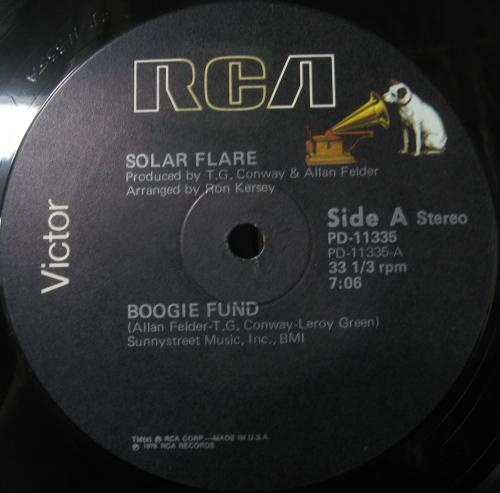 RCA
SOLAR FLARE
Produced by T.G. Conway & Allan Felder
Arranged by Ron Kersey
Victor
Side A Stereo
PD-11335
PD-11335-A
33 1/3 rpm
7:06
BOOGIE FUND
(Allan Felder-T.G. Conway-Leroy Green)
Sunnystreet Music, Inc., BMI
TM(s) ® RCA CORP.—MADE IN U.S.A.
℗ 1978 RCA RECORDS